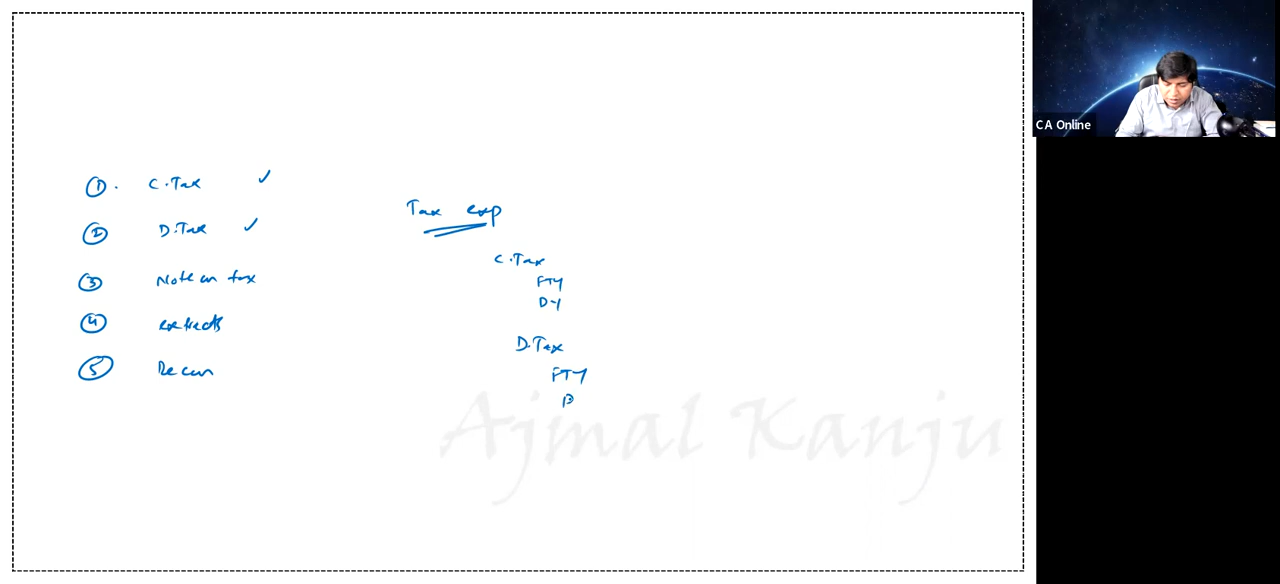 ① . C.Tax ✓
② D.Tax ✓
③ Note on tax
④ extracts
⑤ Recon
Tax exp
C.Tax
FTY
D.Tax
FTY
Ajmal Kanju
CA Online